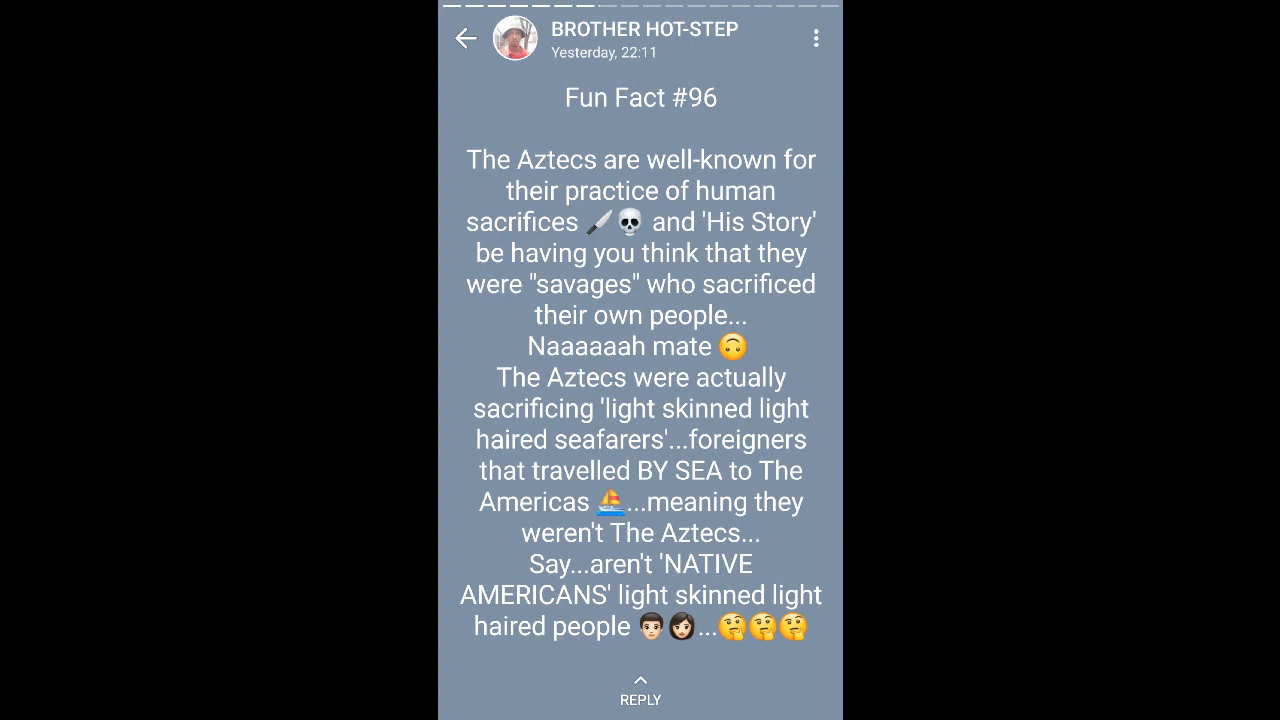 BROTHER HOT-STEP
Yesterday, 22:11
Fun Fact #96
The Aztecs are well-known for
their practice of human
sacrifices 🔪💀 and 'His Story'
be having you think that they
were "savages" who sacrificed
their own people...
Naaaaaah mate 🙃
The Aztecs were actually
sacrificing 'light skinned light
haired seafarers'...foreigners
that travelled BY SEA to The
Americas ⛵...meaning they
weren't The Aztecs...
Say...aren't 'NATIVE
AMERICANS' light skinned light
haired people 👨🏻👩🏻...🤔🤔🤔
REPLY